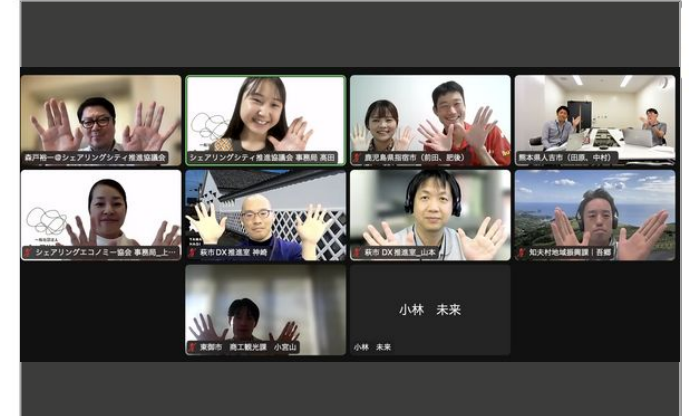 森戸裕一@シェアリングシティ推進協議会
シェアリングシティ推進協議会 事務局 高田
鹿児島県指宿市（前田、肥後）
熊本県人吉市（田原、中村）
一般社団法人
シェアリングエコノミー協会 事務局_上…
萩市DX推進室 神崎
萩市DX推進室_山本
知夫村地域振興課｜吾郷
東御市 商工観光課 小宮山
小林 未来
小林 未来